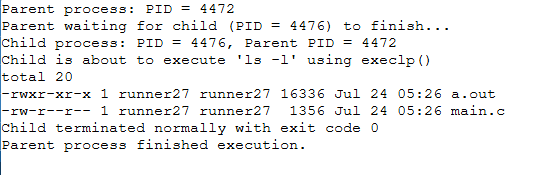 Parent process: PID = 4472
Parent waiting for child (PID = 4476) to finish...
Child process: PID = 4476, Parent PID = 4472
Child is about to execute 'ls -l' using execlp()
total 20
-rwxr-xr-x 1 runner27 runner27 16336 Jul 24 05:26 a.out
-rw-r--r-- 1 runner27 runner27  1356 Jul 24 05:26 main.c
Child terminated normally with exit code 0
Parent process finished execution.